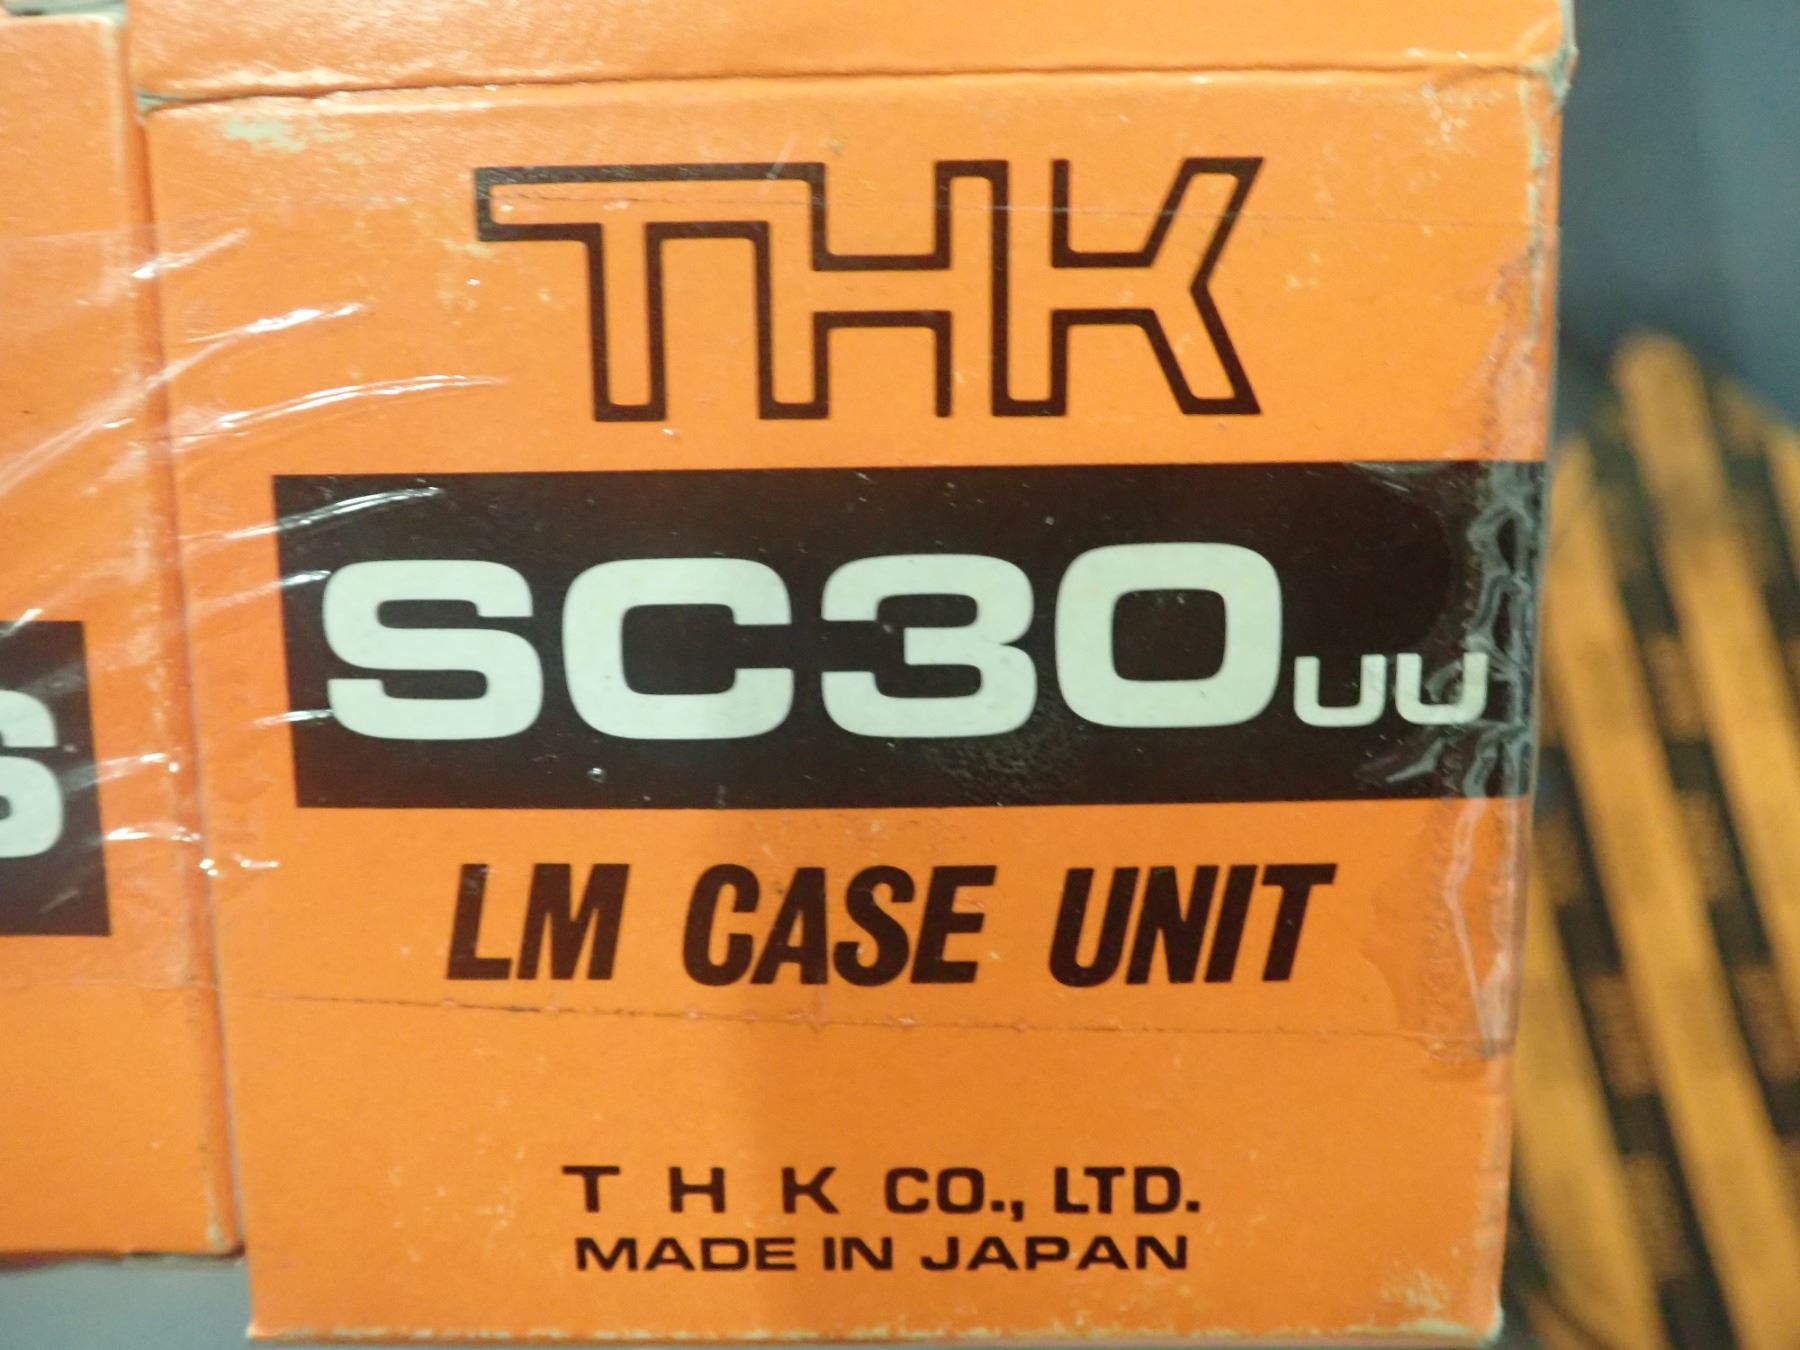 THK
SC30UU
LM CASE UNIT
T H K CO., LTD.
MADE IN JAPAN
S